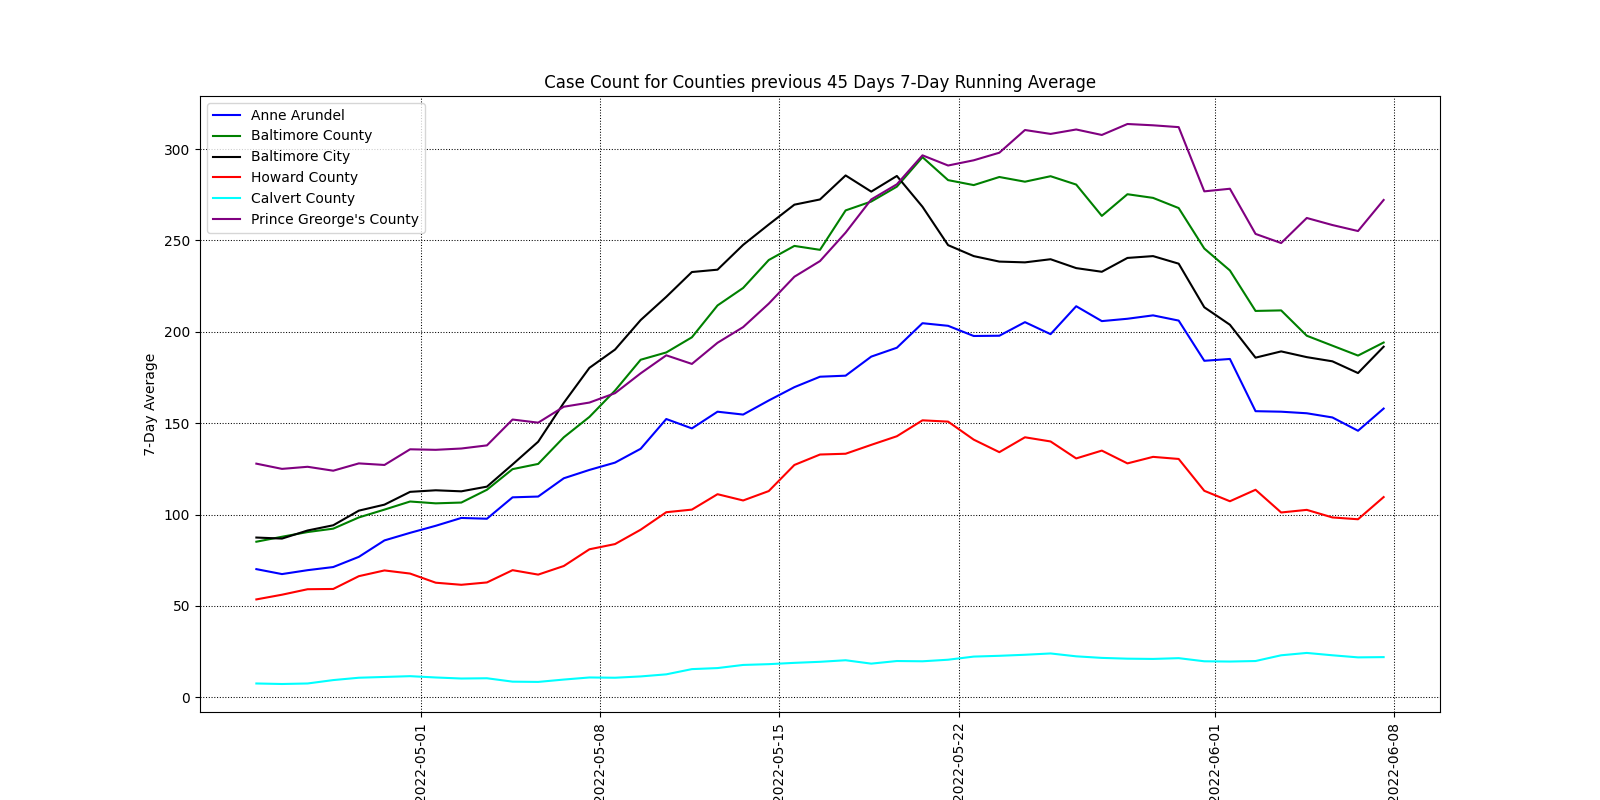 Case Count for Counties previous 45 Days 7-Day Running Average
Anne Arundel
Baltimore County
Baltimore City
Howard County
Calvert County
Prince Greorge's County
7-Day Average
300
250
200
150
100
50
0
2022-05-01
2022-05-08
2022-05-15
2022-05-22
2022-06-01
2022-06-08